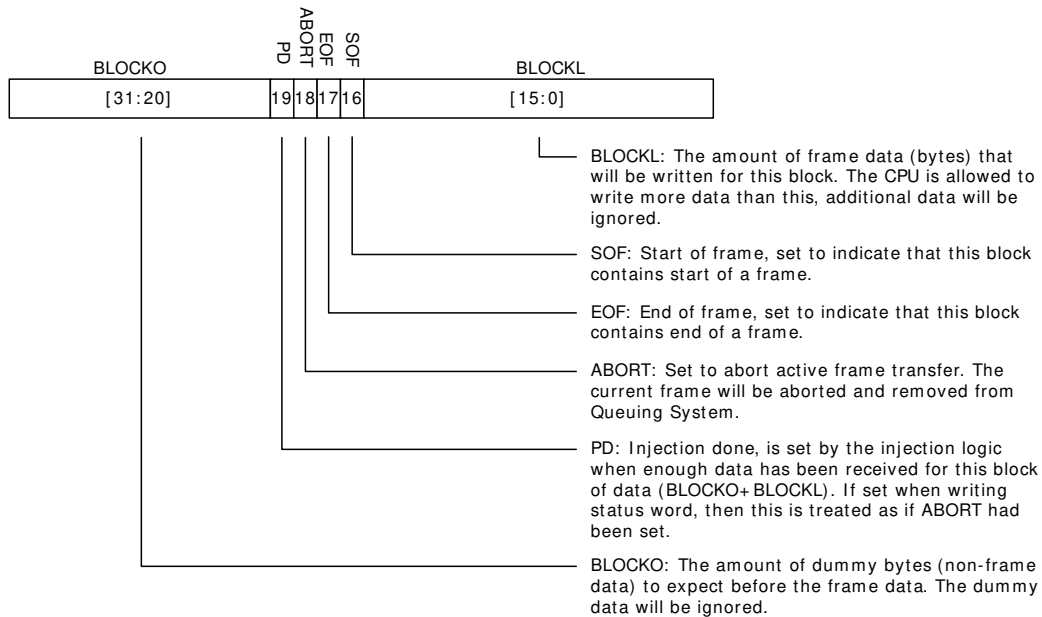 PD
ABORT
EOF
SOF
BLOCKO
BLOCKL
[31:20]
19
18
17
16
[15:0]
BLOCKL: The amount of frame data (bytes) that
will be written for this block. The CPU is allowed to
write more data than this, additional data will be
ignored.
SOF: Start of frame, set to indicate that this block
contains start of a frame.
EOF: End of frame, set to indicate that this block
contains end of a frame.
ABORT: Set to abort active frame transfer. The
current frame will be aborted and removed from
Queuing System.
PD: Injection done, is set by the injection logic
when enough data has been received for this block
of data (BLOCKO+BLOCKL). If set when writing
status word, then this is treated as if ABORT had
been set.
BLOCKO: The amount of dummy bytes (non-frame
data) to expect before the frame data. The dummy
data will be ignored.